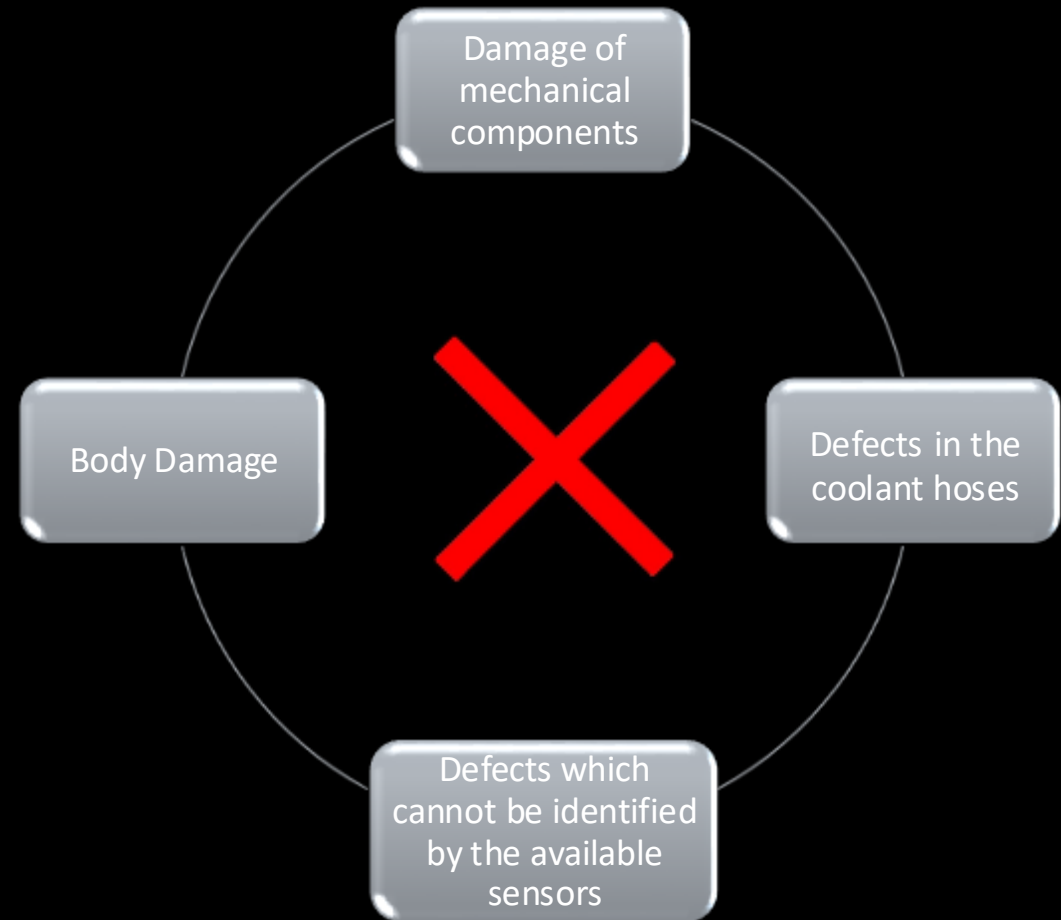 Damage of
mechanical
components
Body Damage
Defects in the
coolant hoses
Defects which
cannot be identified
by the available
sensors